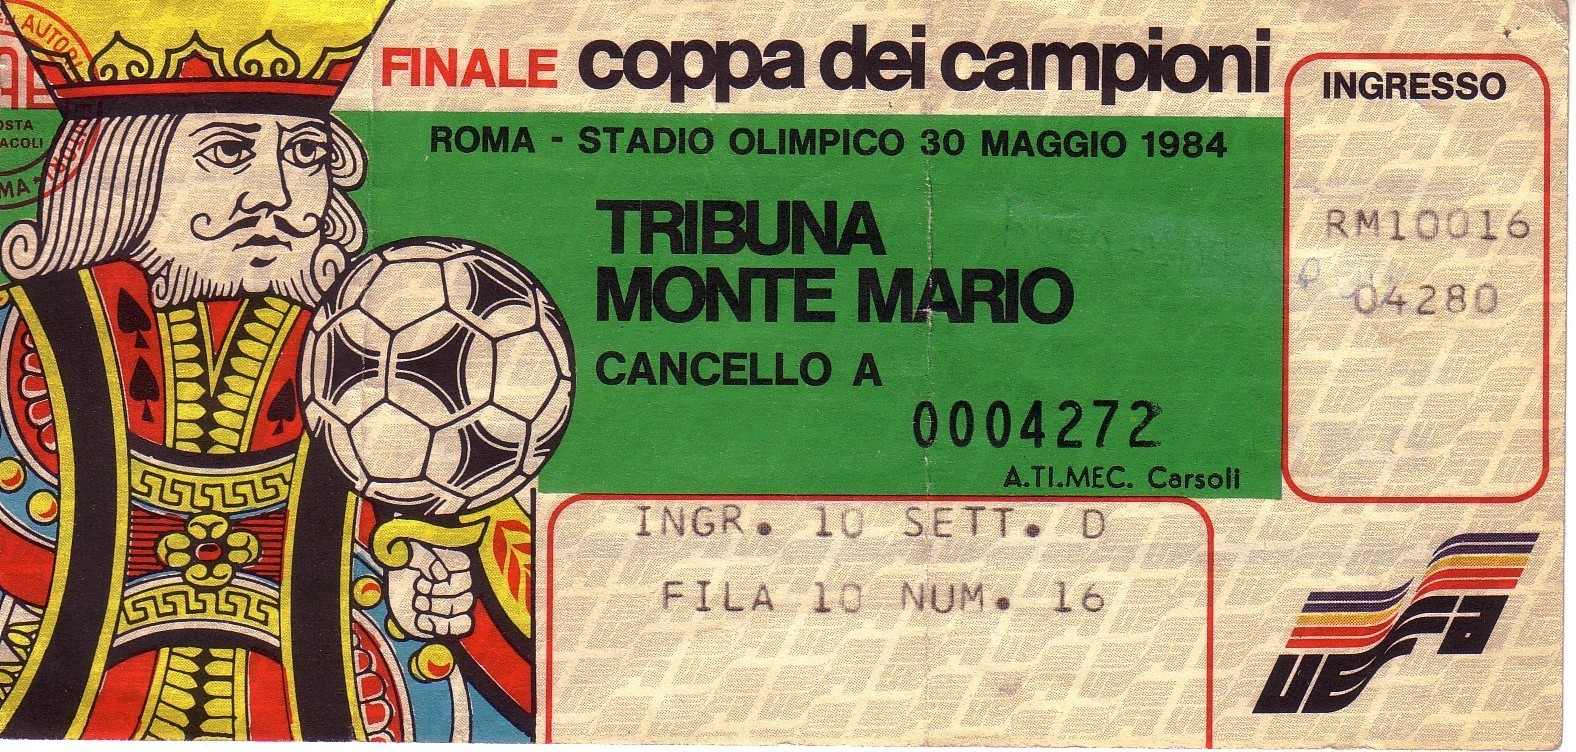 FINALE coppa dei campioni
ROMA - STADIO OLIMPICO 30 MAGGIO 1984
TRIBUNA
MONTE MARIO
CANCELLO A
0004272
A.TI.MEC. Carsoli
INGRESSO
RM10016
04280
INGR. 10 SETT. D
FILA 10 NUM. 16
UEFA